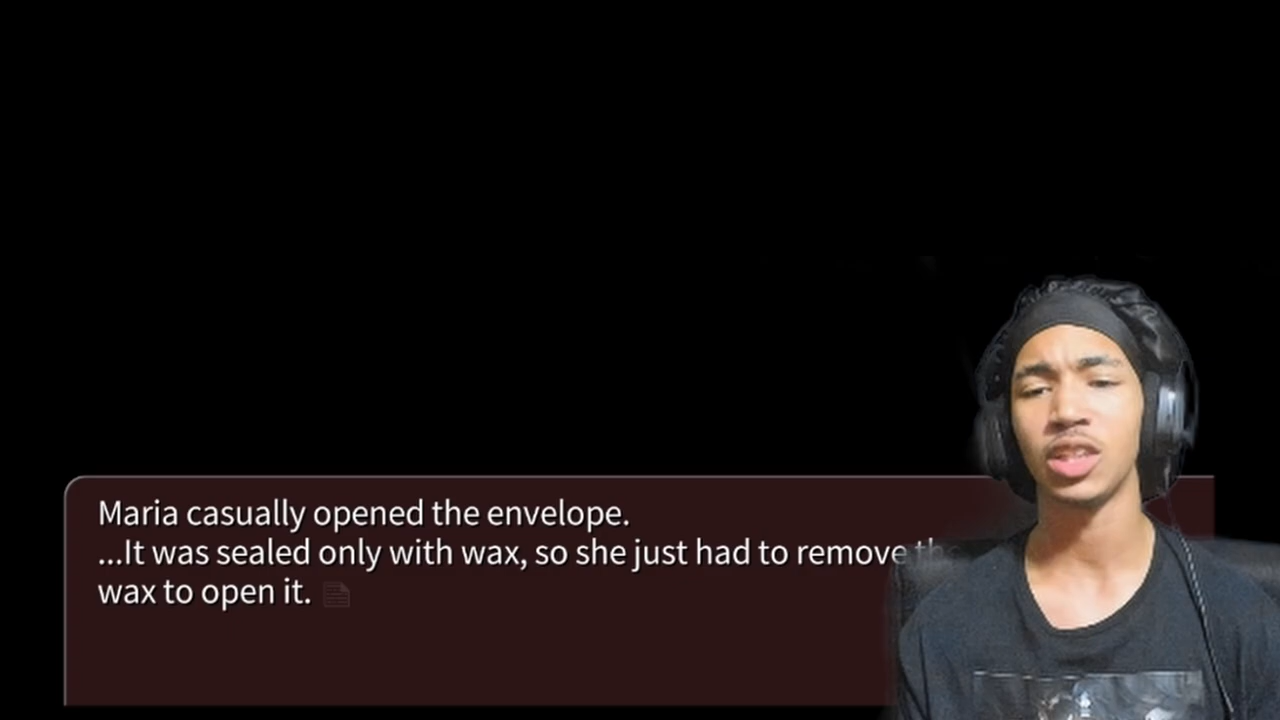 Maria casually opened the envelope.
...It was sealed only with wax, so she just had to remove the
wax to open it.